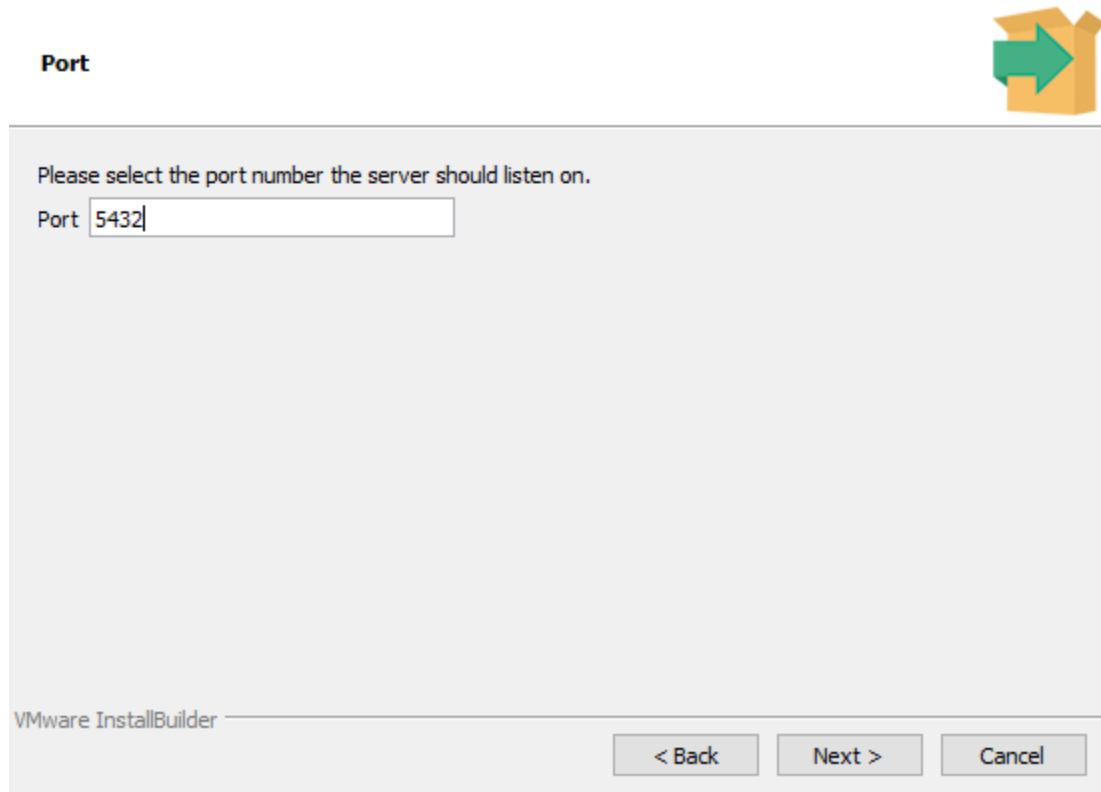 Port
Please select the port number the server should listen on.
Port 5432
VMware InstallBuilder
< Back Next > Cancel